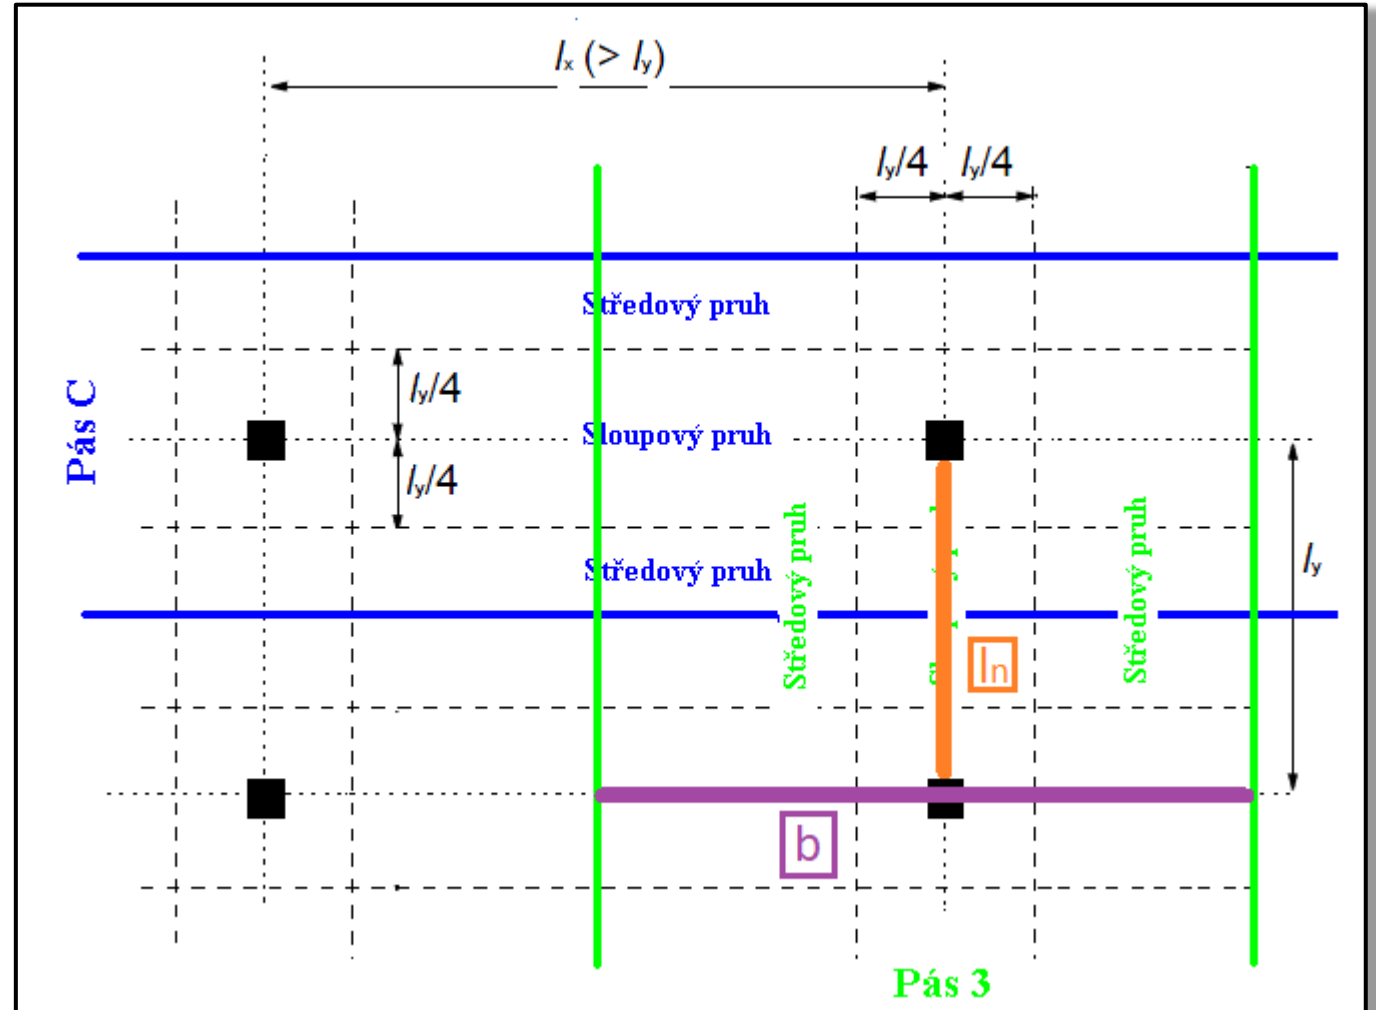 lx (> ly)
ly/4 ly/4
Středový pruh
ly/4
Pás C
Sloupový pruh
ly/4
Středový pruh
Středový pruh
Středový pruh
ly
ln
b
Pás 3